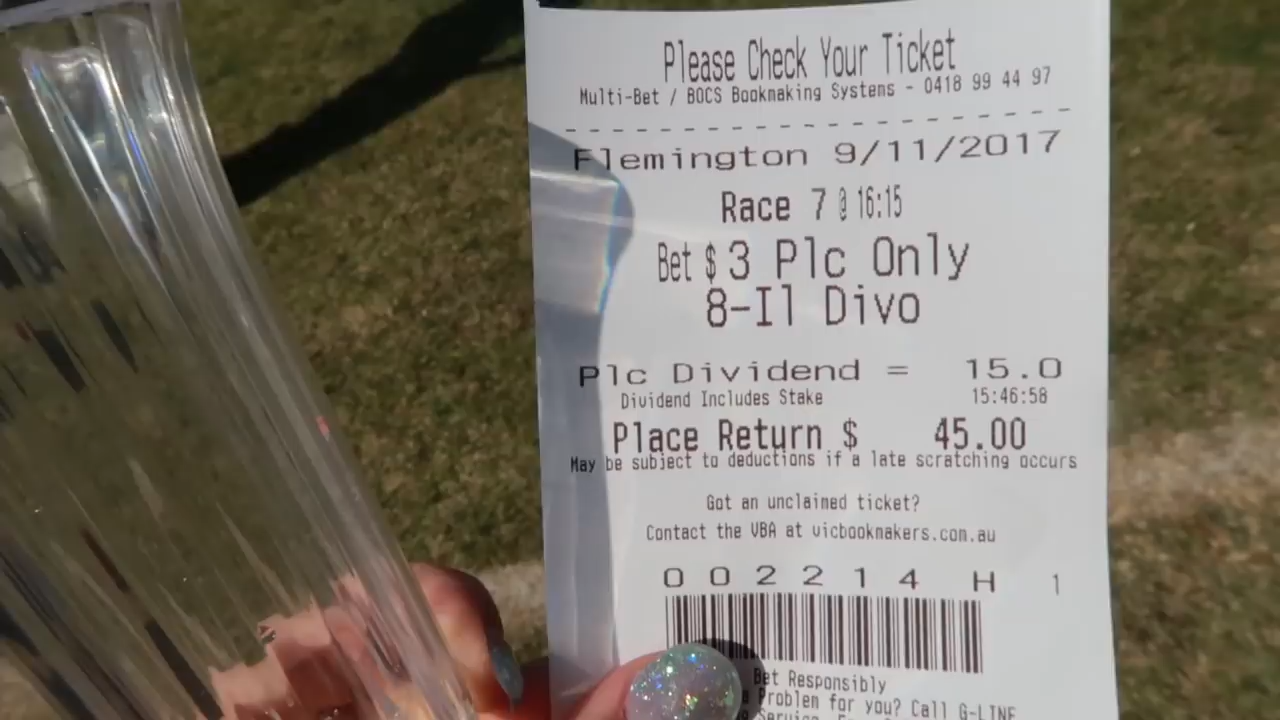 Please Check Your Ticket
Multi-Bet / BOCS Bookmaking Systems - 0418 99 44 97
Flemington 9/11/2017
Race 7 @ 16:15
Bet $ 3 Plc Only
8-Il Divo
Plc Dividend = 15.0
Dividend Includes Stake 15:46:58
Place Return $ 45.00
May be subject to deductions if a late scratching occurs
Got an unclaimed ticket?
Contact the VBA at vicbookmakers.com.au
002214 H 1
Bet Responsibly
Problem for you? Call G-LINE